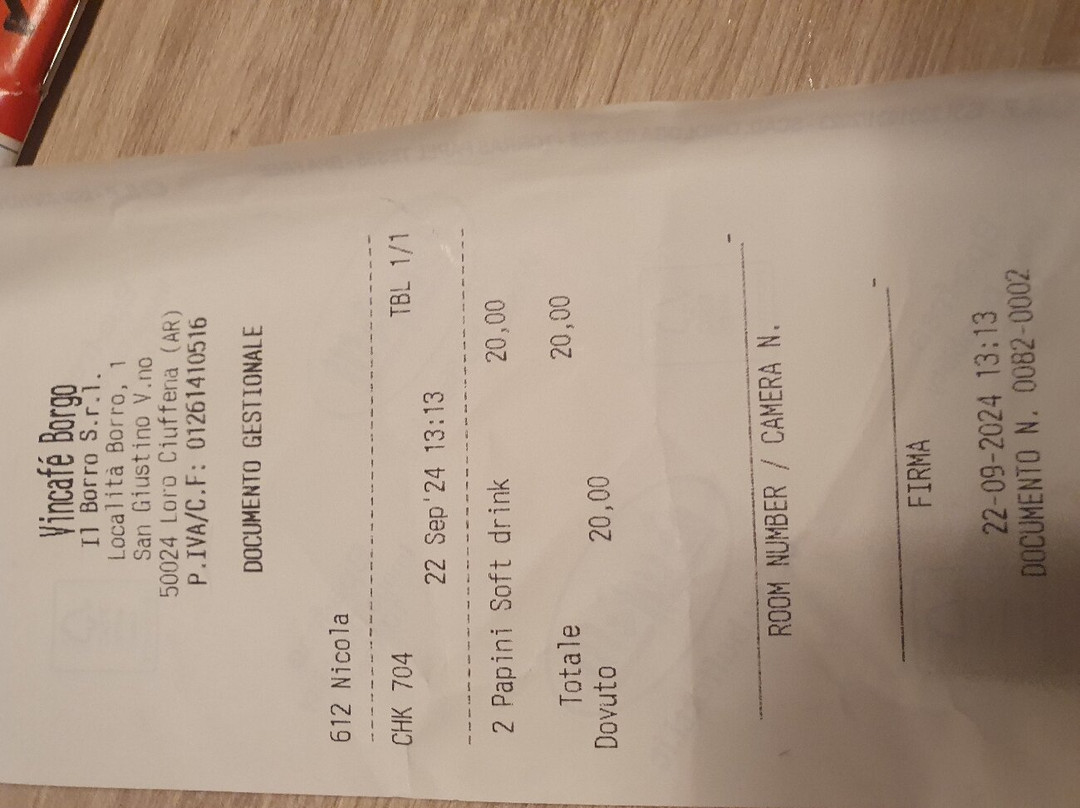 Vincafé Borgo
Il Borro S.r.l.
Località Borro, 1
San Giustino V.no
50024 Loro Ciuffena (AR)
P.IVA/C.F: 01261410516
DOCUMENTO GESTIONALE
612 Nicola
CHK 704 TBL 1/1
22 Sep'24 13:13
2 Papini Soft drink 20,00
Totale 20,00
Dovuto 20,00
ROOM NUMBER / CAMERA N.
FIRMA
22-09-2024 13:13
DOCUMENTO N. 0082-0002